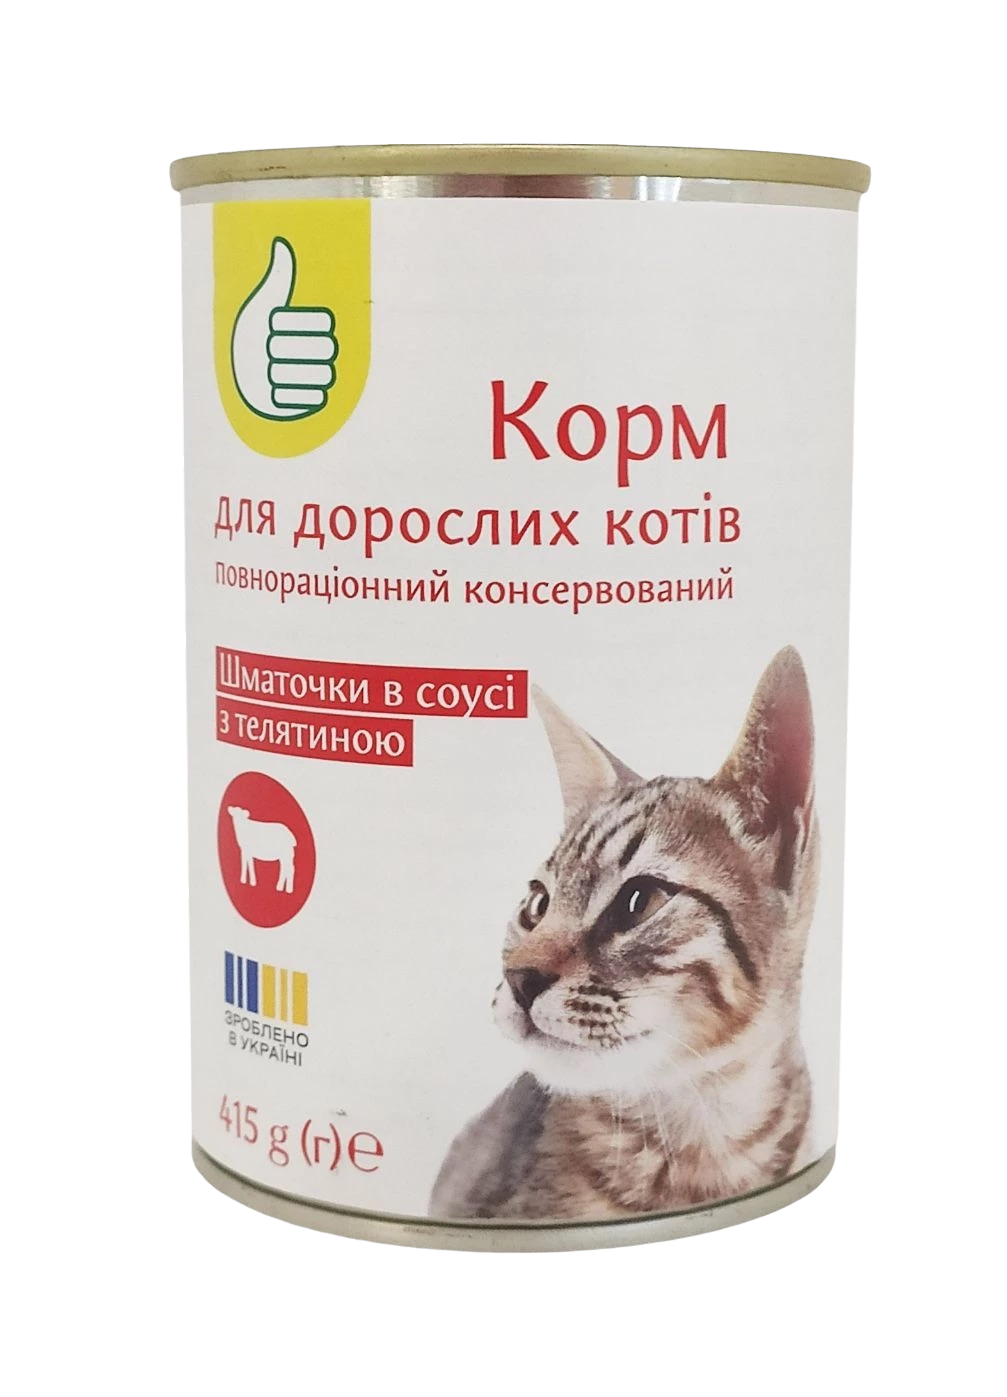 Корм
для дорослих котів
повнораціонний консервований
Шматочки в соусі
з телятиною
ЗРОБЛЕНО
В УКРАЇНІ
415 g (г)℮